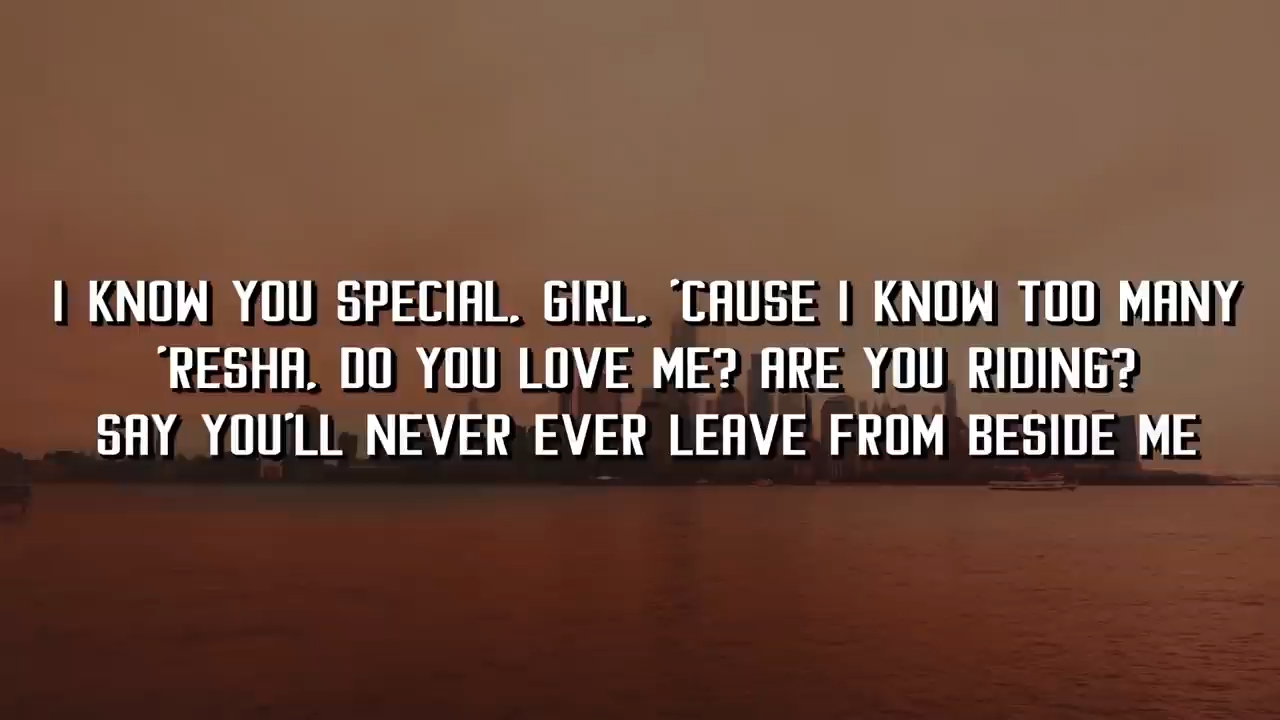 I KNOW YOU SPECIAL, GIRL, 'CAUSE I KNOW TOO MANY
'RESHA, DO YOU LOVE ME? ARE YOU RIDING?
SAY YOU'LL NEVER EVER LEAVE FROM BESIDE ME